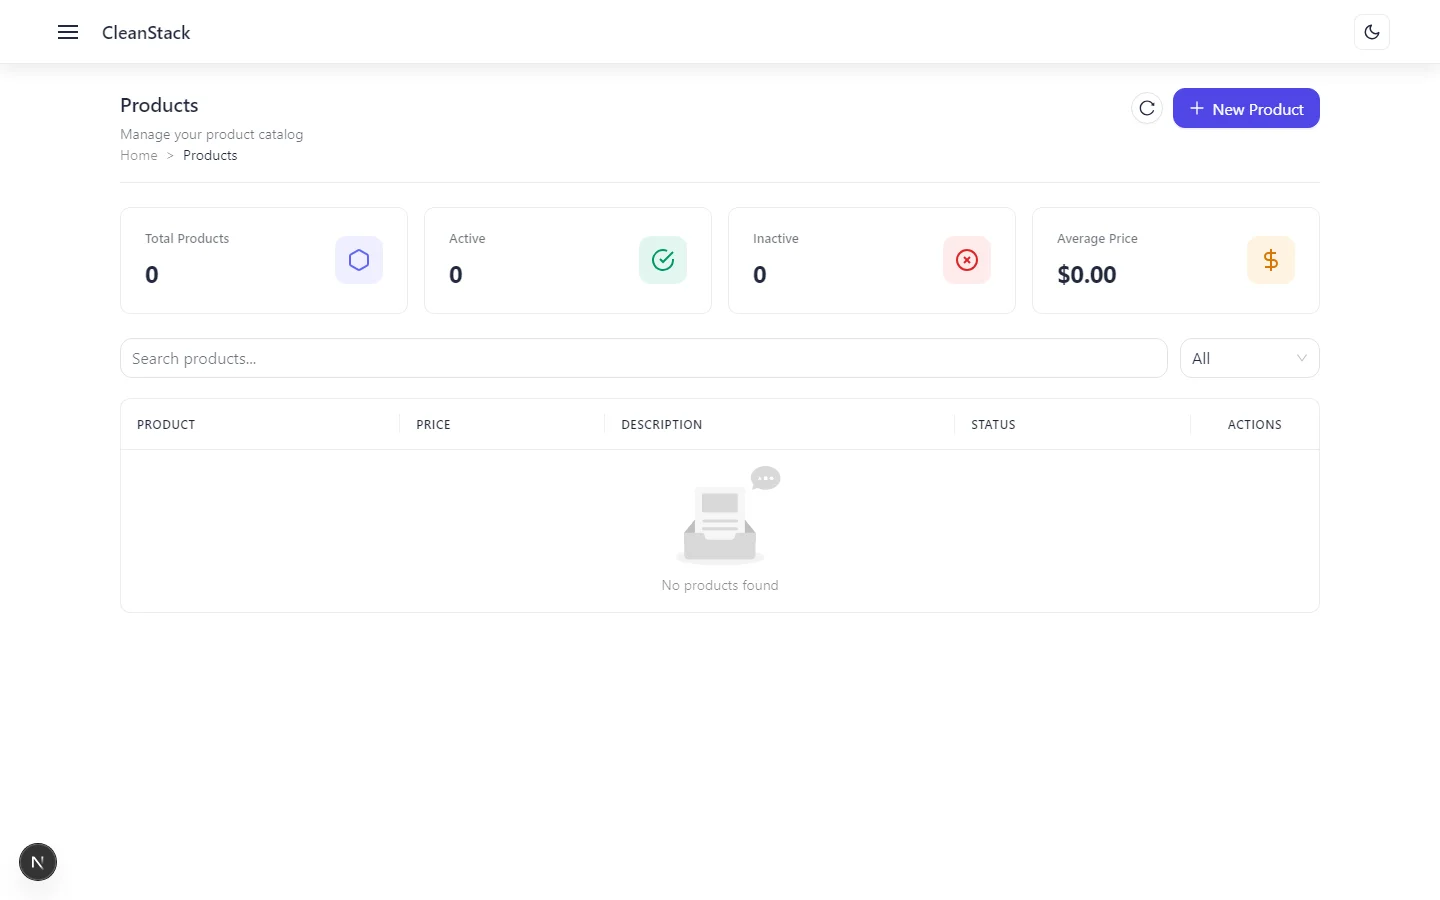 CleanStack
Products
Manage your product catalog
Home > Products
New Product
Total Products
0
Active
0
Inactive
0
Average Price
$0.00
Search products...
All
PRODUCT PRICE DESCRIPTION STATUS ACTIONS
No products found
N